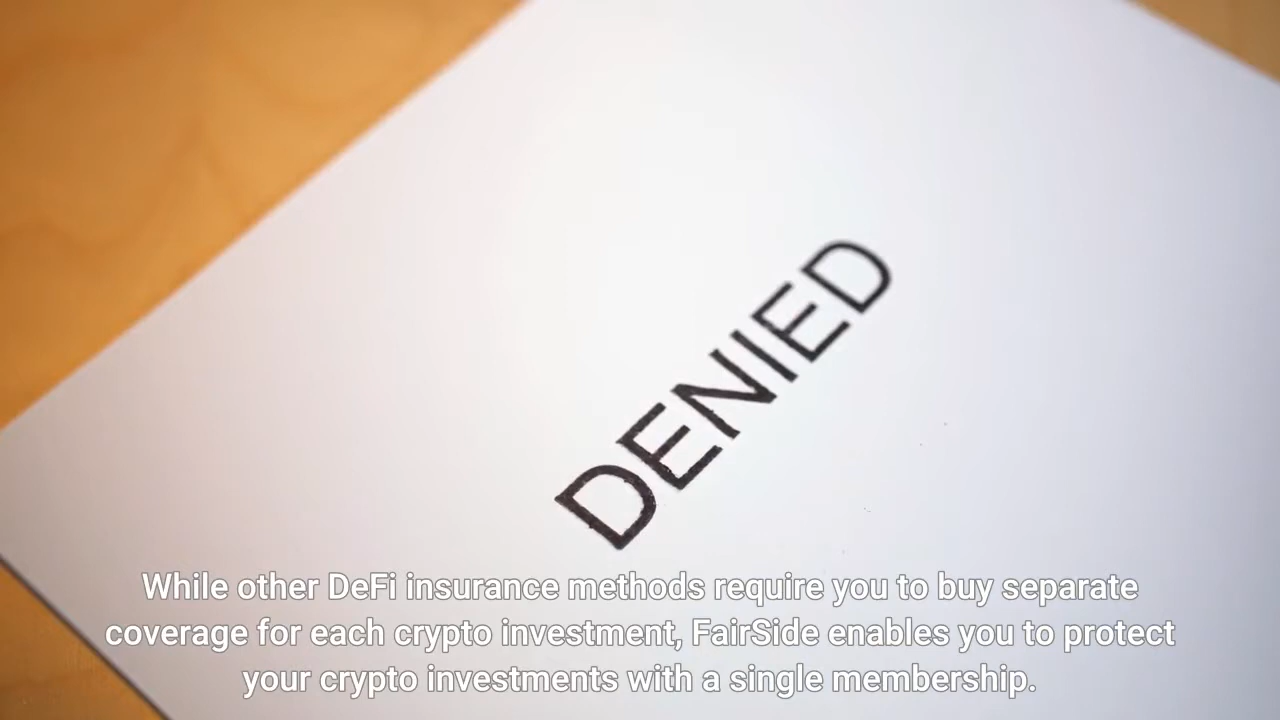 DENIED
While other DeFi insurance methods require you to buy separate
coverage for each crypto investment, FairSide enables you to protect
your crypto investments with a single membership.